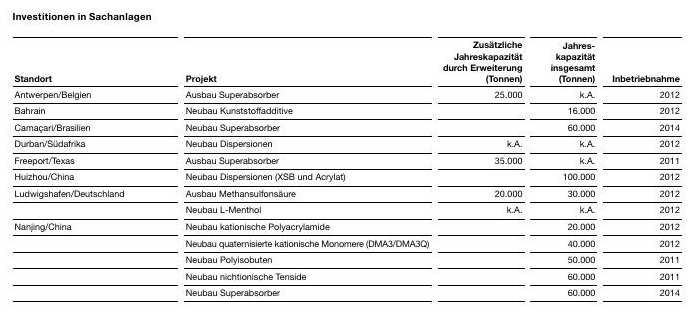 Investitionen in Sachanlagen
Zusätzliche
Jahreskapazität
durch Erweiterung
(Tonnen)
Jahres-
kapazität
insgesamt
(Tonnen)
Standort Projekt Inbetriebnahme
Antwerpen/Belgien Ausbau Superabsorber 25.000 k.A. 2012
Bahrain Neubau Kunststoffadditive 16.000 2012
Camaçari/Brasilien Neubau Superabsorber 60.000 2014
Durban/Südafrika Neubau Dispersionen k.A. k.A. 2012
Freeport/Texas Ausbau Superabsorber 35.000 k.A. 2011
Huizhou/China Neubau Dispersionen (XSB und Acrylat) 100.000 2012
Ludwigshafen/Deutschland Ausbau Methansulfonsäure 20.000 30.000 2012
Neubau L-Menthol k.A. k.A. 2012
Nanjing/China Neubau kationische Polyacrylamide 20.000 2012
Neubau quaternisierte kationische Monomere (DMA3/DMA3Q) 40.000 2012
Neubau Polyisobuten 50.000 2011
Neubau nichtionische Tenside 60.000 2011
Neubau Superabsorber 60.000 2014